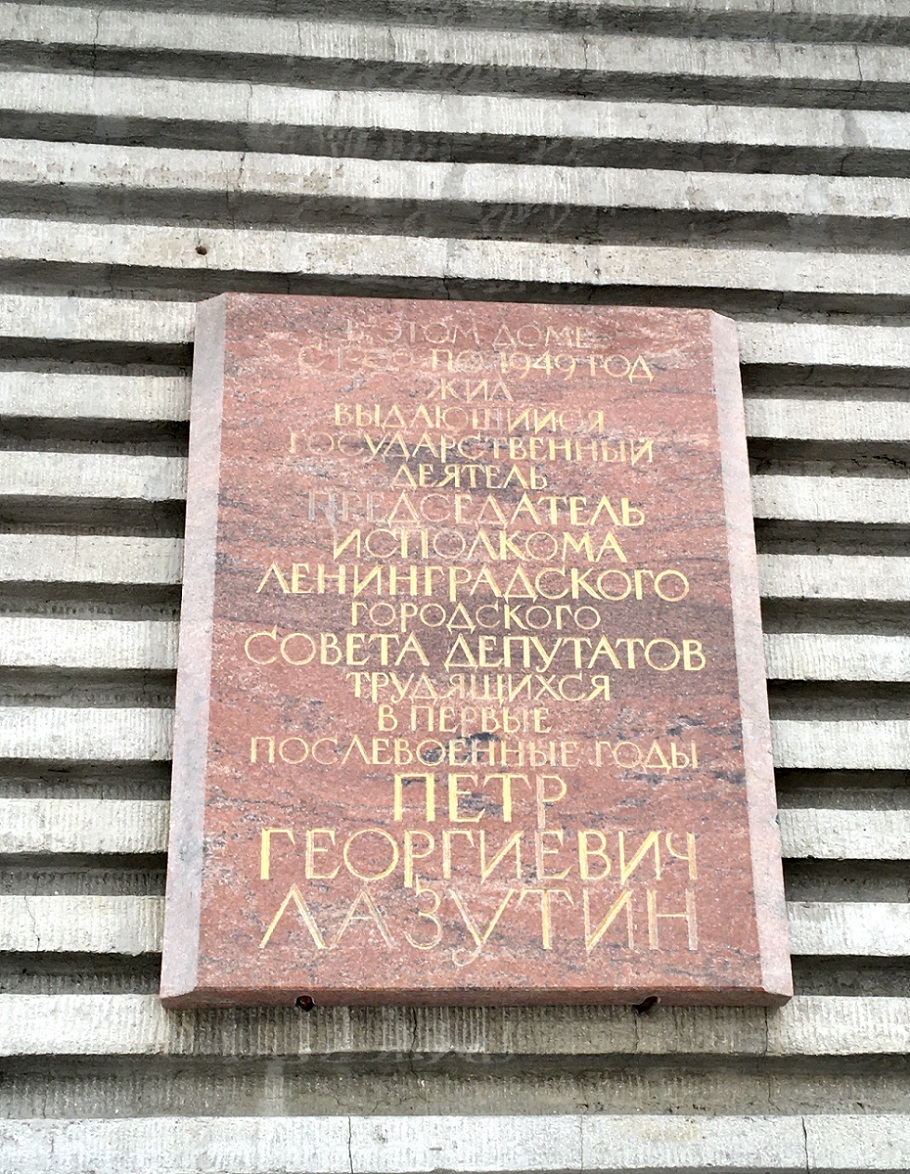 В ЭТОМ ДОМЕ
С ПО 1949 ГОД
ЖИЛ
ВЫДАЮЩИЙСЯ
ГОСУДАРСТВЕННЫЙ
ДЕЯТЕЛЬ
ПРЕДСЕДАТЕЛЬ
ИСПОЛКОМА
ЛЕНИНГРАДСКОГО
ГОРОДСКОГО
СОВЕТА ДЕПУТАТОВ
ТРУДЯЩИХСЯ
В ПЕРВЫЕ
ПОСЛЕВОЕННЫЕ ГОДЫ
ПЕТР
ГЕОРГИЕВИЧ
ЛАЗУТИН